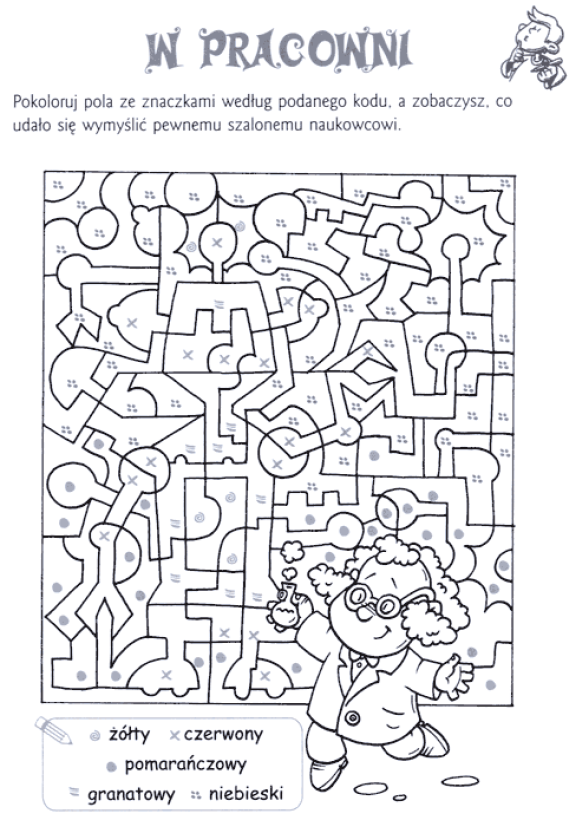 W PRACOWNI
Pokoloruj pola ze znaczkami według podanego kodu, a zobaczysz, co
udało się wymyślić pewnemu szalonemu naukowcowi.
żółty czerwony
pomarańczowy
granatowy niebieski